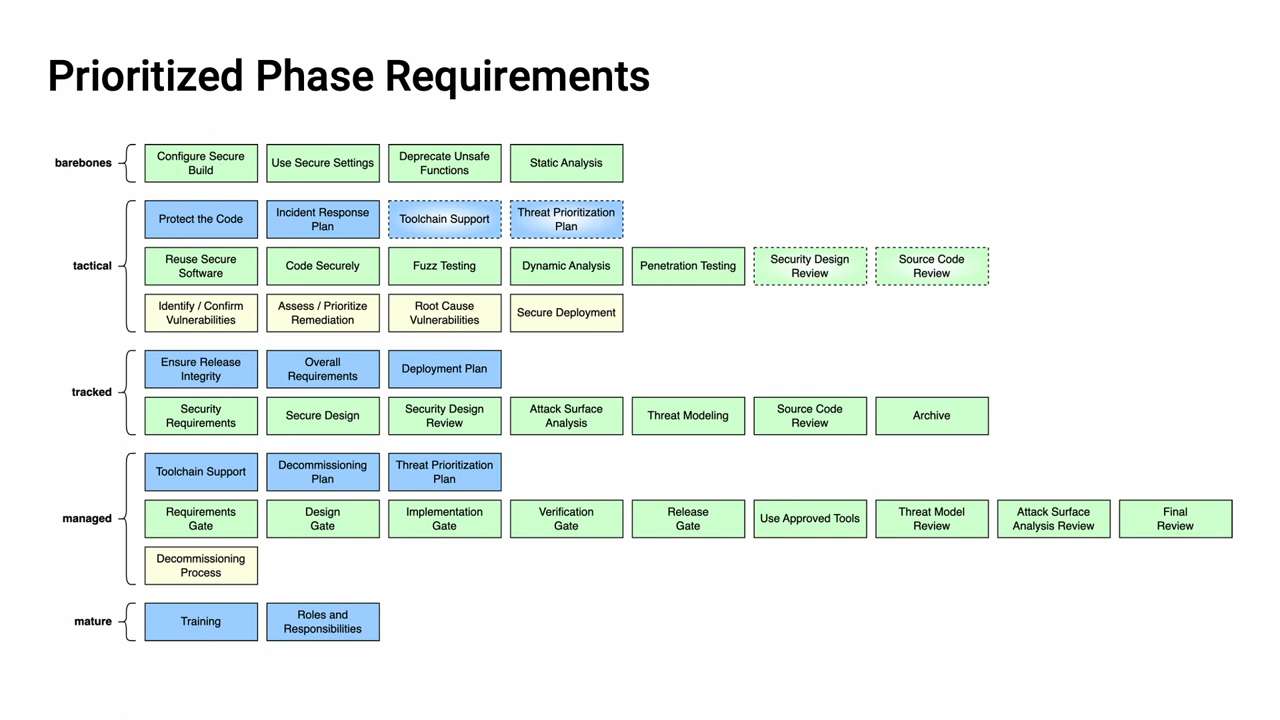 Prioritized Phase Requirements
barebones
Configure Secure
Build
Use Secure Settings
Deprecate Unsafe
Functions
Static Analysis
tactical
Protect the Code
Incident Response
Plan
Toolchain Support
Threat Prioritization
Plan
Reuse Secure
Software
Code Securely
Fuzz Testing
Dynamic Analysis
Penetration Testing
Security Design
Review
Source Code
Review
Identify / Confirm
Vulnerabilities
Assess / Prioritize
Remediation
Root Cause
Vulnerabilities
Secure Deployment
tracked
Ensure Release
Integrity
Overall
Requirements
Deployment Plan
Security
Requirements
Secure Design
Security Design
Review
Attack Surface
Analysis
Threat Modeling
Source Code
Review
Archive
managed
Toolchain Support
Decommissioning
Plan
Threat Prioritization
Plan
Requirements
Gate
Design
Gate
Implementation
Gate
Verification
Gate
Release
Gate
Use Approved Tools
Threat Model
Review
Attack Surface
Analysis Review
Final
Review
Decommissioning
Process
mature
Training
Roles and
Responsibilities